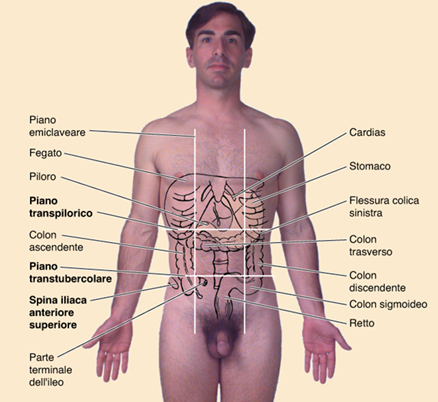 Piano
emiclaveare
Fegato
Piloro
Piano
transpilorico
Colon
ascendente
Piano
transtubercolare
Spina iliaca
anteriore
superiore
Parte
terminale
dell'ileo
Cardias
Stomaco
Flessura colica
sinistra
Colon
trasverso
Colon
discendente
Colon sigmoideo
Retto